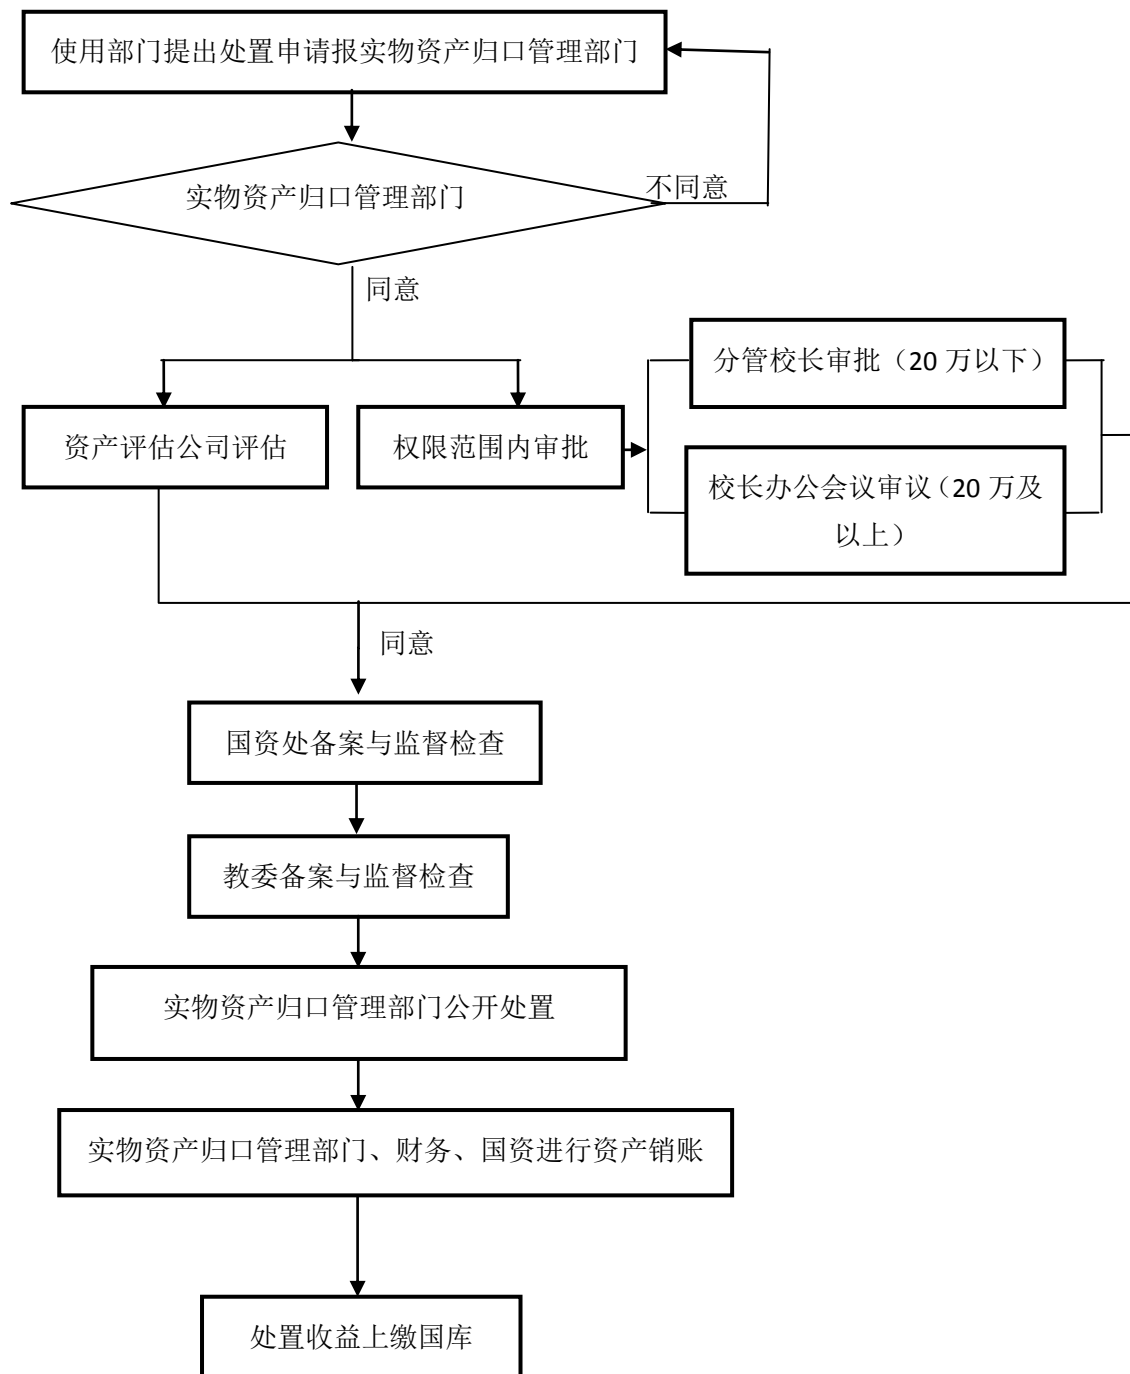 使用部门提出处置申请报实物资产归口管理部门
实物资产归口管理部门
不同意
同意
分管校长审批（20 万以下）
资产评估公司评估
权限范围内审批
校长办公会议审议（20 万及
以上）
同意
国资处备案与监督检查
教委备案与监督检查
实物资产归口管理部门公开处置
实物资产归口管理部门、财务、国资进行资产销账
处置收益上缴国库